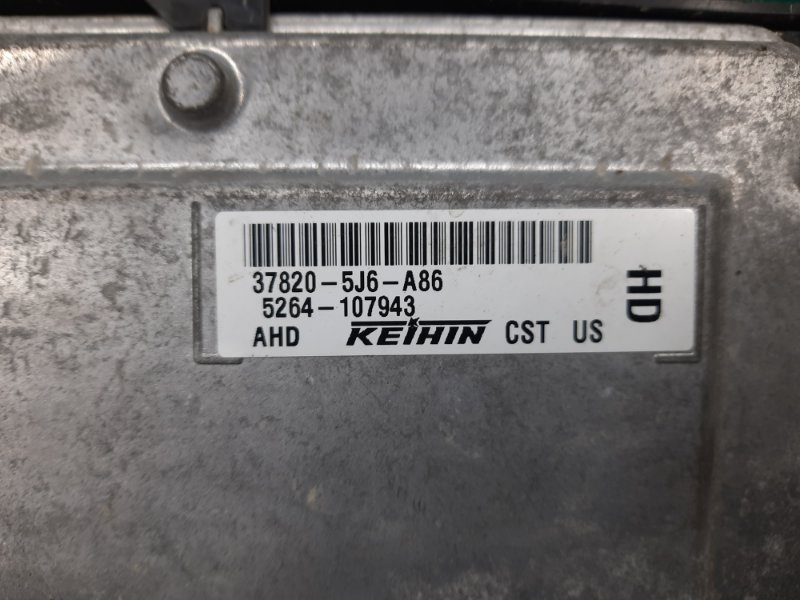 37820-5J6-A86
5264-107943
AHD KEIHIN CST US
HD